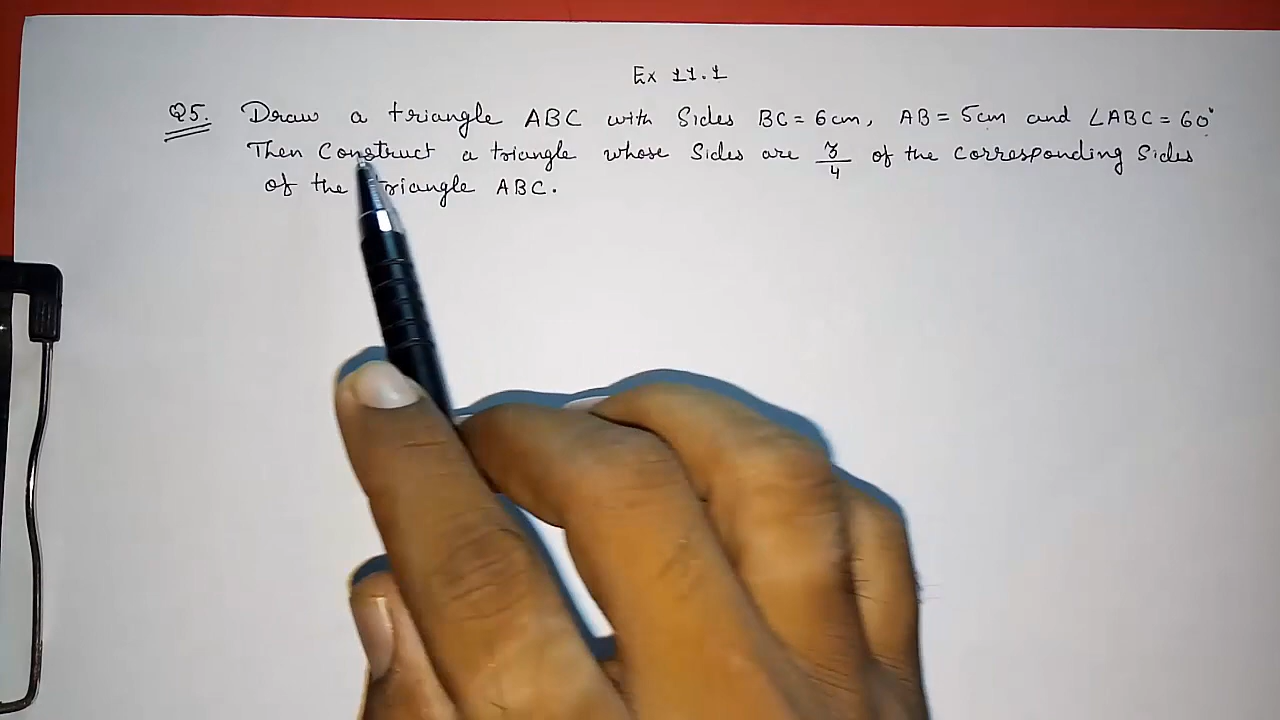 Ex 11.1
Q5. Draw a triangle ABC with Sides BC = 6cm, AB = 5cm and ∠ABC = 60°
Then Construct a triangle whose Sides are 3/4 of the Corresponding Sides
of the triangle ABC.